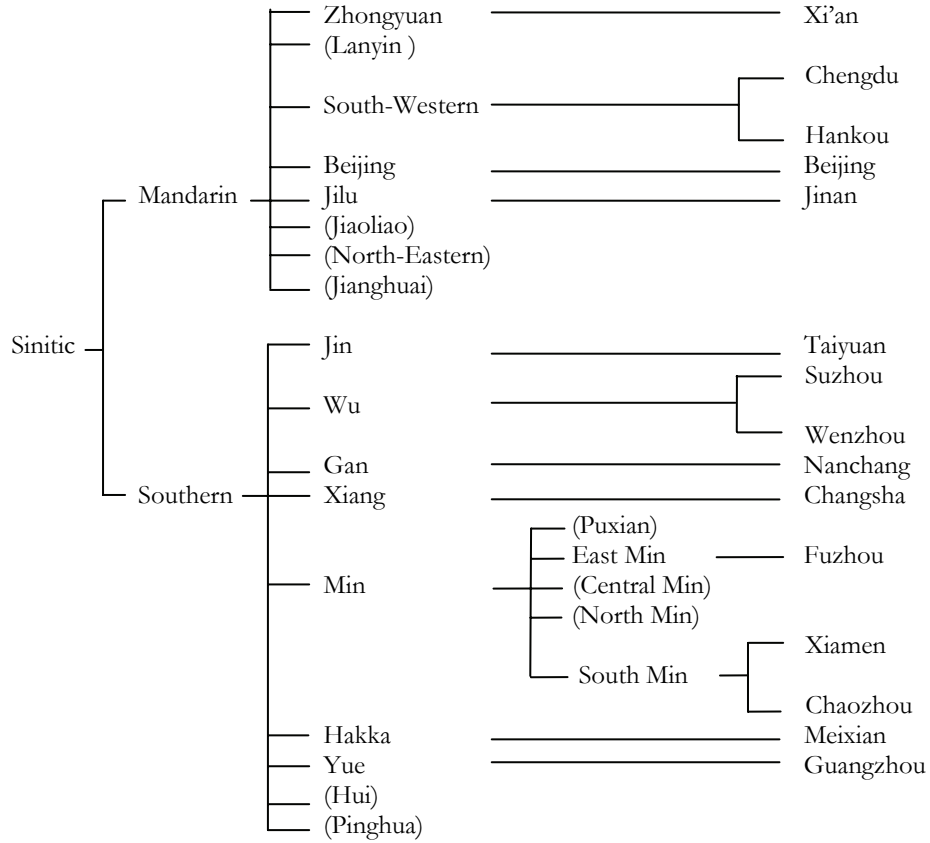 Zhongyuan Xi’an
(Lanyin )
Chengdu
South-Western
Hankou
Beijing Beijing
Mandarin Jilu Jinan
(Jiaoliao)
(North-Eastern)
(Jianghuai)
Sinitic Jin Taiyuan
Suzhou
Wu
Wenzhou
Gan Nanchang
Southern Xiang Changsha
(Puxian)
East Min Fuzhou
Min (Central Min)
(North Min)
Xiamen
South Min
Chaozhou
Hakka Meixian
Yue Guangzhou
(Hui)
(Pinghua)